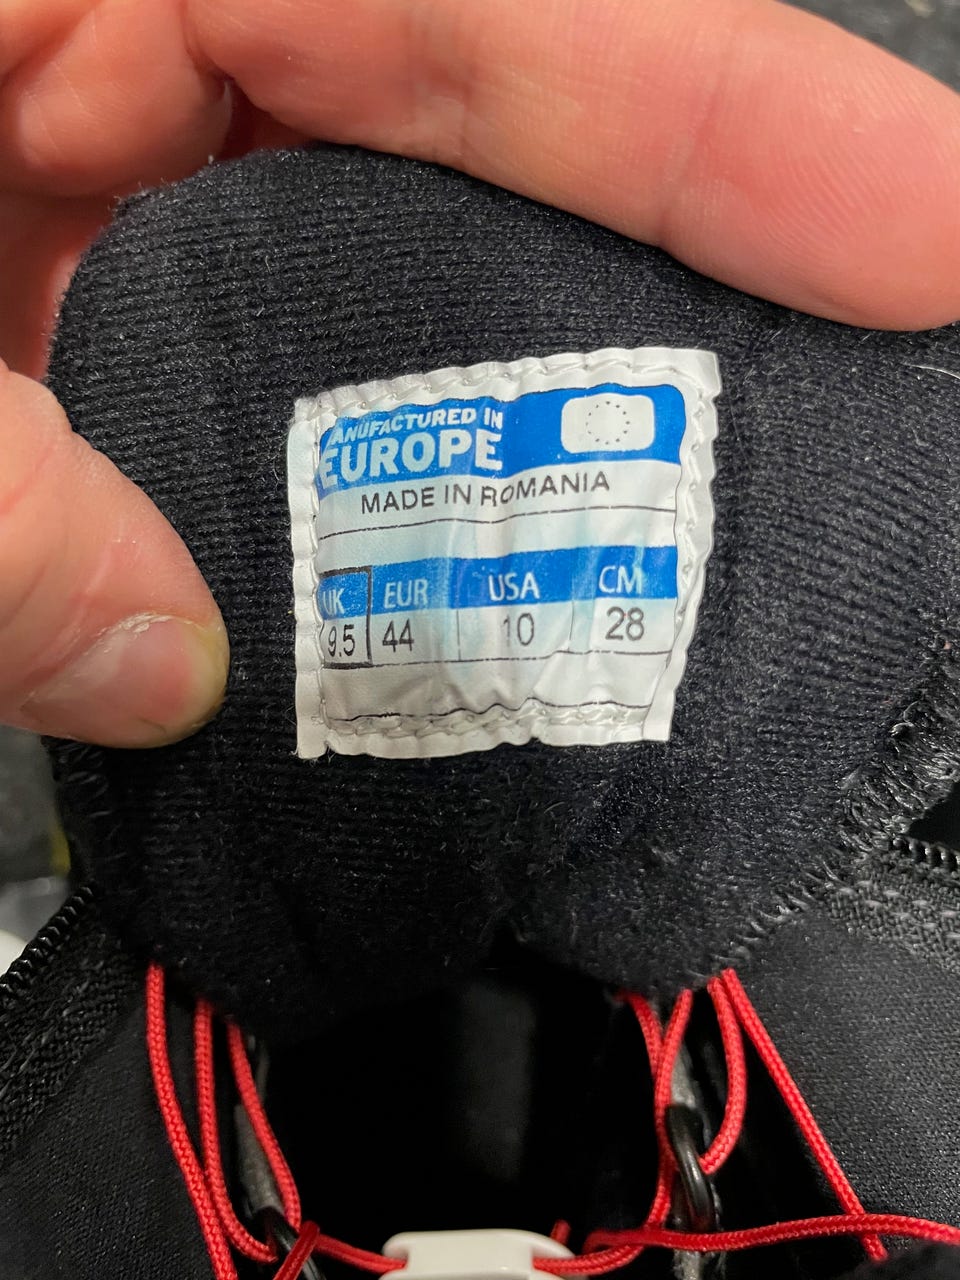 ANUFACTURED IN
EUROPE
MADE IN ROMANIA
UK EUR USA CM
9.5 44 10 28